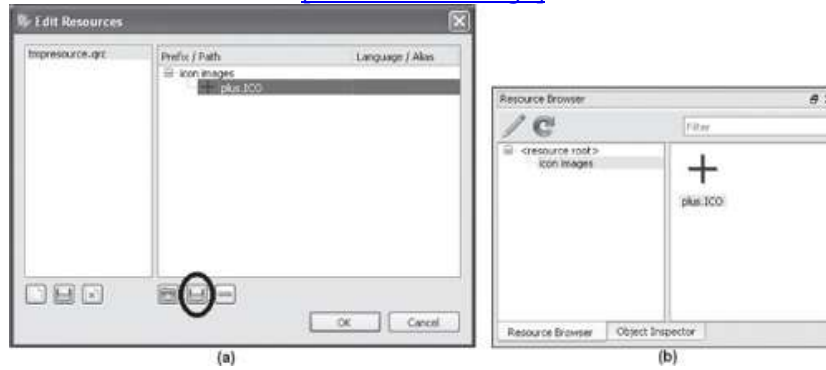 Edit Resources
tmpresource.qrc
Prefix / Path
Language / Alias
icon images
plus.ICO
OK
Cancel
(a)
Resource Browser
Filter
<resource root>
icon images
plus.ICO
Resource Browser
Object Inspector
(b)